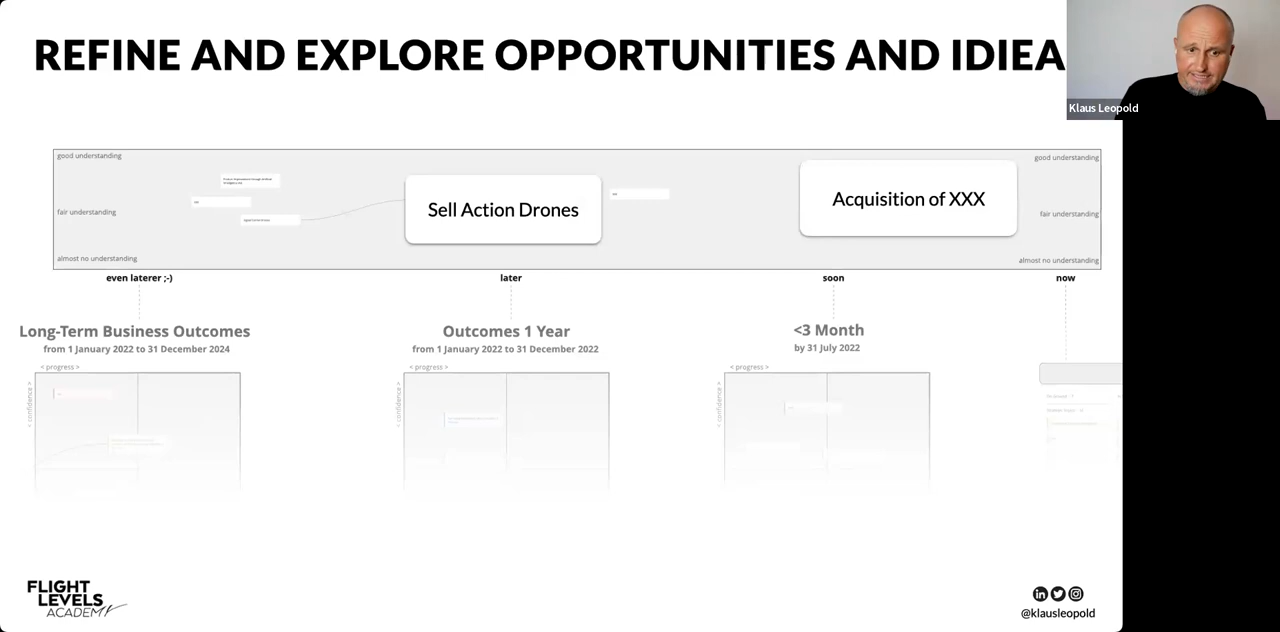 REFINE AND EXPLORE OPPORTUNITIES AND IDIEA
Klaus Leopold
good understanding
good understanding
fair understanding
fair understanding
almost no understanding
almost no understanding
Sell Action Drones
Acquisition of XXX
even laterer ;-)
later
soon
now
Long-Term Business Outcomes
from 1 January 2022 to 31 December 2024
Outcomes 1 Year
from 1 January 2022 to 31 December 2022
<3 Month
by 31 July 2022
< progress >
< confidence >
< progress >
< confidence >
< progress >
< confidence >
FLIGHT
LEVELS
ACADEMY
@klausleopold